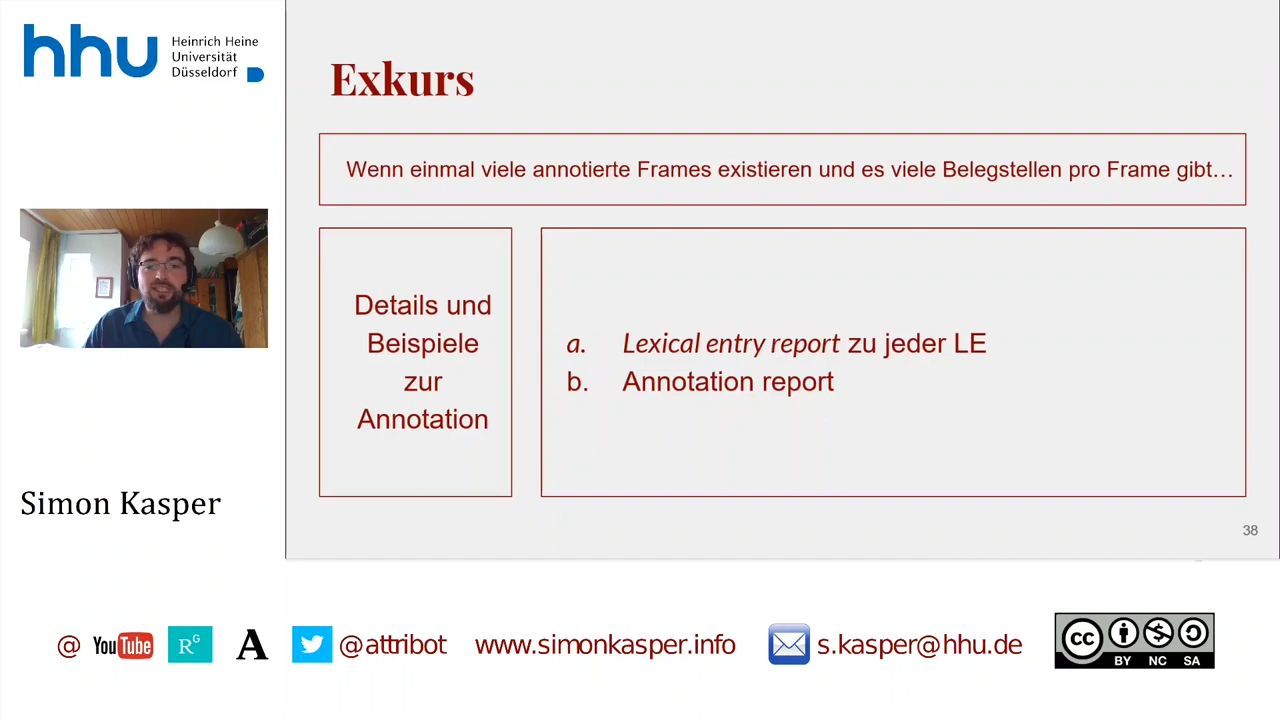 hhu Heinrich Heine
Universität
Düsseldorf
Exkurs
Wenn einmal viele annotierte Frames existieren und es viele Belegstellen pro Frame gibt…
Details und
Beispiele
zur
Annotation
a. Lexical entry report zu jeder LE
b. Annotation report
Simon Kasper
38
@ YouTube RG A @attribot www.simonkasper.info s.kasper@hhu.de cc
BY NC SA